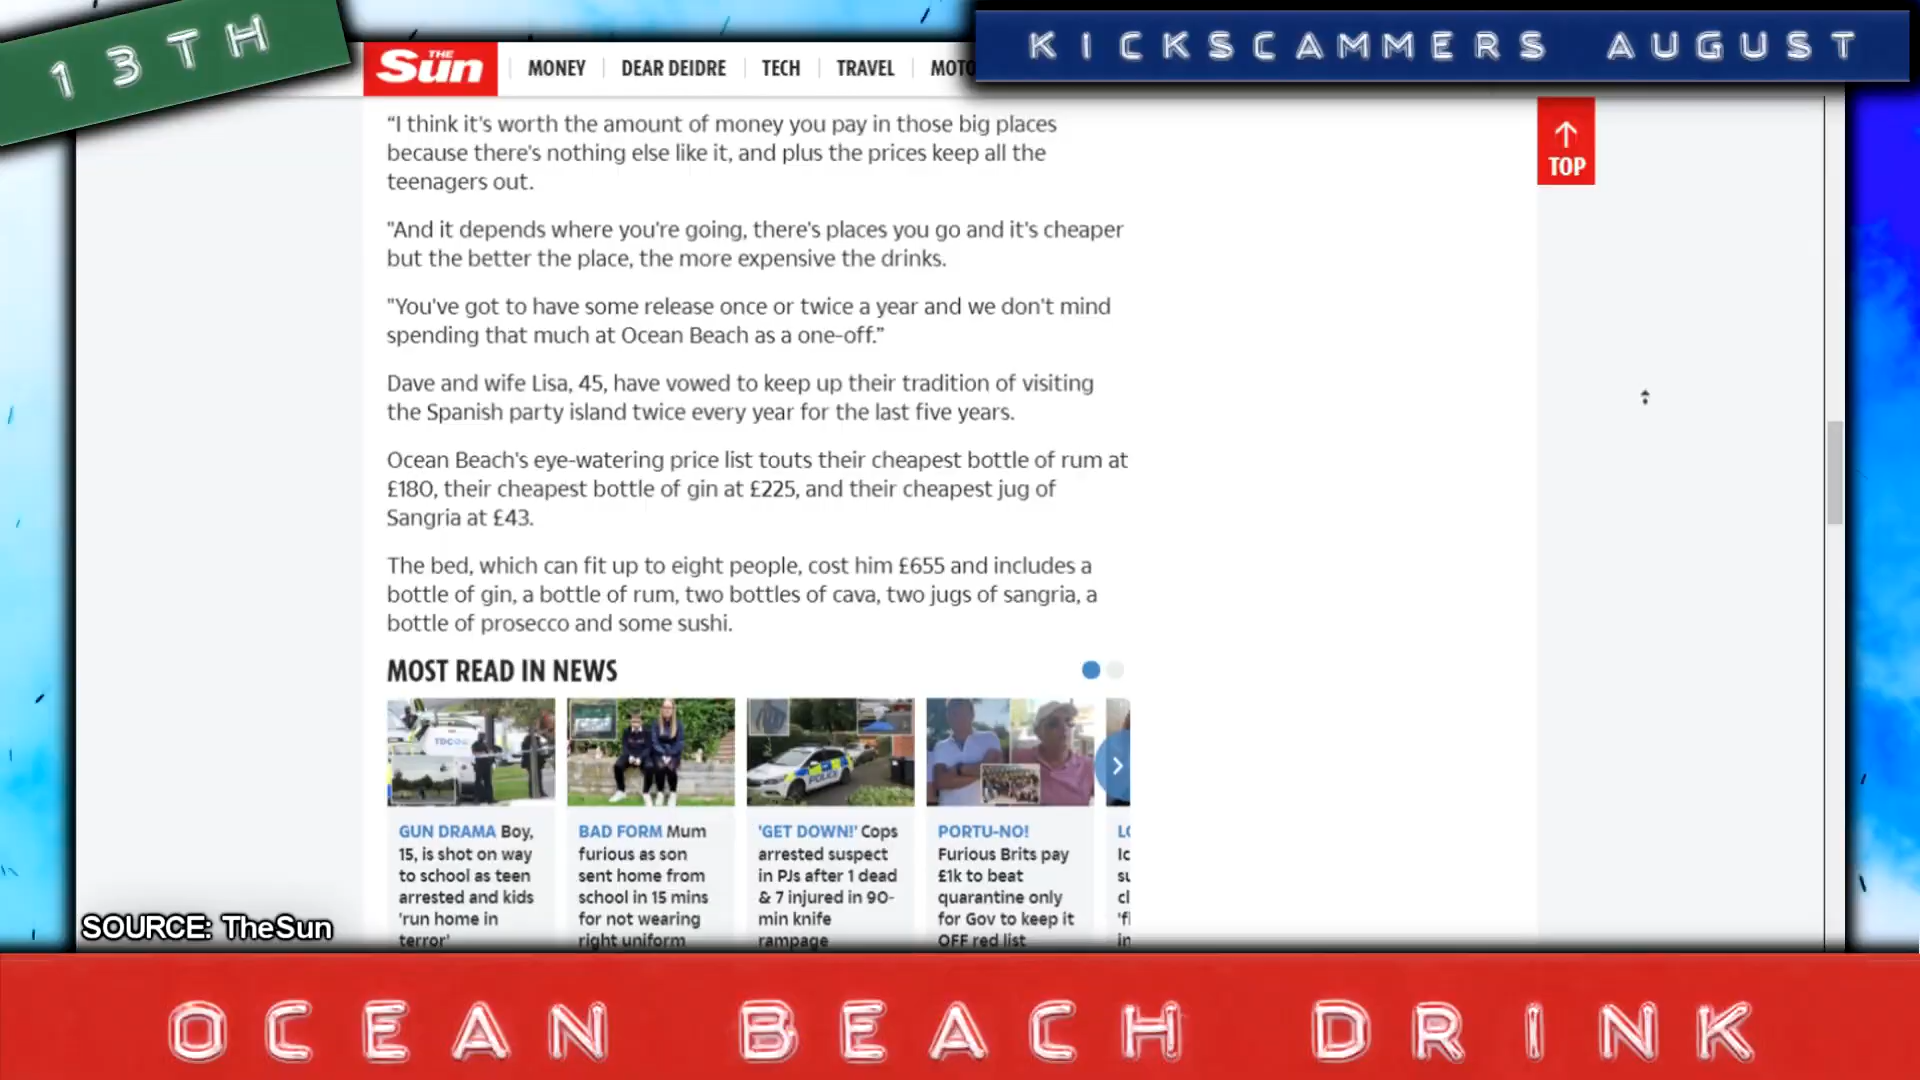 13TH
KICKSCAMMERS AUGUST
THE Sun
MONEY
DEAR DEIDRE
TECH
TRAVEL
MOTO
TOP
“I think it's worth the amount of money you pay in those big places
because there's nothing else like it, and plus the prices keep all the
teenagers out.
"And it depends where you're going, there's places you go and it's cheaper
but the better the place, the more expensive the drinks.
"You've got to have some release once or twice a year and we don't mind
spending that much at Ocean Beach as a one-off.”
Dave and wife Lisa, 45, have vowed to keep up their tradition of visiting
the Spanish party island twice every year for the last five years.
Ocean Beach's eye-watering price list touts their cheapest bottle of rum at
£180, their cheapest bottle of gin at £225, and their cheapest jug of
Sangria at £43.
The bed, which can fit up to eight people, cost him £655 and includes a
bottle of gin, a bottle of rum, two bottles of cava, two jugs of sangria, a
bottle of prosecco and some sushi.
MOST READ IN NEWS
POLICE
GUN DRAMA Boy,
15, is shot on way
to school as teen
arrested and kids
'run home in
terror'
BAD FORM Mum
furious as son
sent home from
school in 15 mins
for not wearing
right uniform
'GET DOWN!' Cops
arrested suspect
in PJs after 1 dead
& 7 injured in 90-
min knife
rampage
PORTU-NO!
Furious Brits pay
£1k to beat
quarantine only
for Gov to keep it
OFF red list
SOURCE: TheSun
OCEAN BEACH DRINK